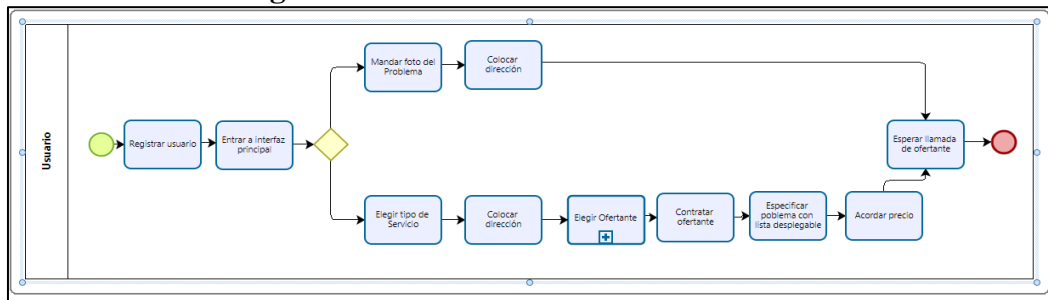 Usuario
Registrar usuario
Entrar a interfaz
principal
Mandar foto del
Problema
Colocar
dirección
Elegir tipo de
Servicio
Colocar
dirección
Elegir Ofertante
Contratar
ofertante
Especificar
poblema con
lista desplegable
Acordar precio
Esperar llamada
de ofertante